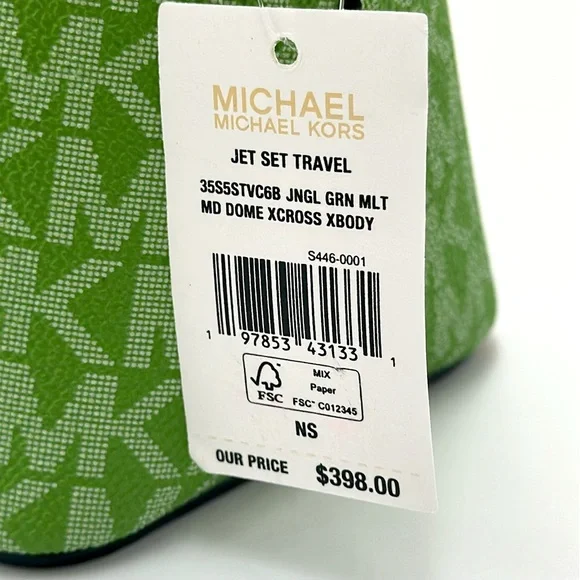 MICHAEL
MICHAEL KORS
JET SET TRAVEL
35S5STVC6B JNGL GRN MLT
MD DOME XCROSS XBODY
S446-0001
1 97853 43133 1
FSC
MIX
Paper
FSC™ C012345
NS
OUR PRICE $398.00